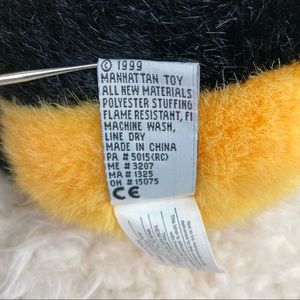 © 1999
MANHATTAN TOY
ALL NEW MATERIALS
POLYESTER STUFFING
FLAME RESISTANT, F1
MACHINE WASH,
LINE DRY
MADE IN CHINA
PA # 5015(RC)
ME # 3207
MA # 1325
OH # 15075
CE